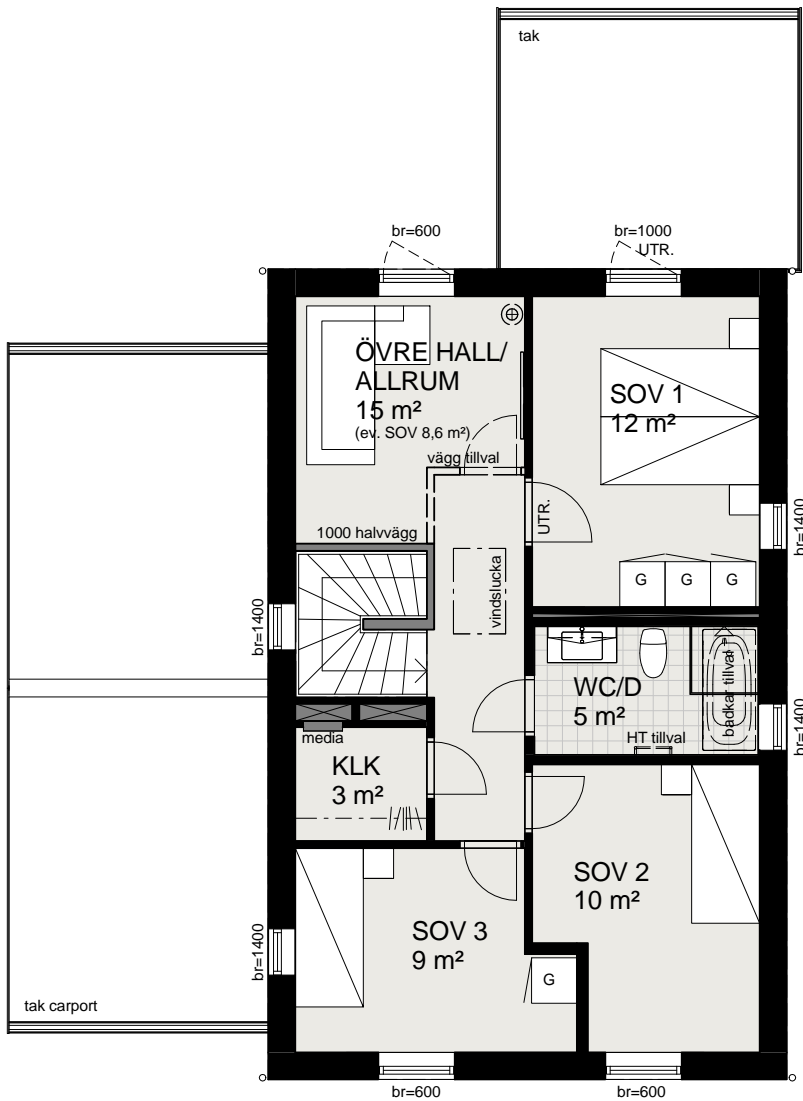 tak
br=600
br=1000
UTR.
ÖVRE HALL/
ALLRUM
15 m²
(ev. SOV 8,6 m²)
vägg tillval
SOV 1
12 m²
UTR.
1000 halvvägg
G G G
br=1400
vindslucka
br=1400
WC/D
5 m²
badkar tillval
HT tillval
br=1400
media
KLK
3 m²
SOV 2
10 m²
SOV 3
9 m²
br=1400
G
tak carport
br=600
br=600